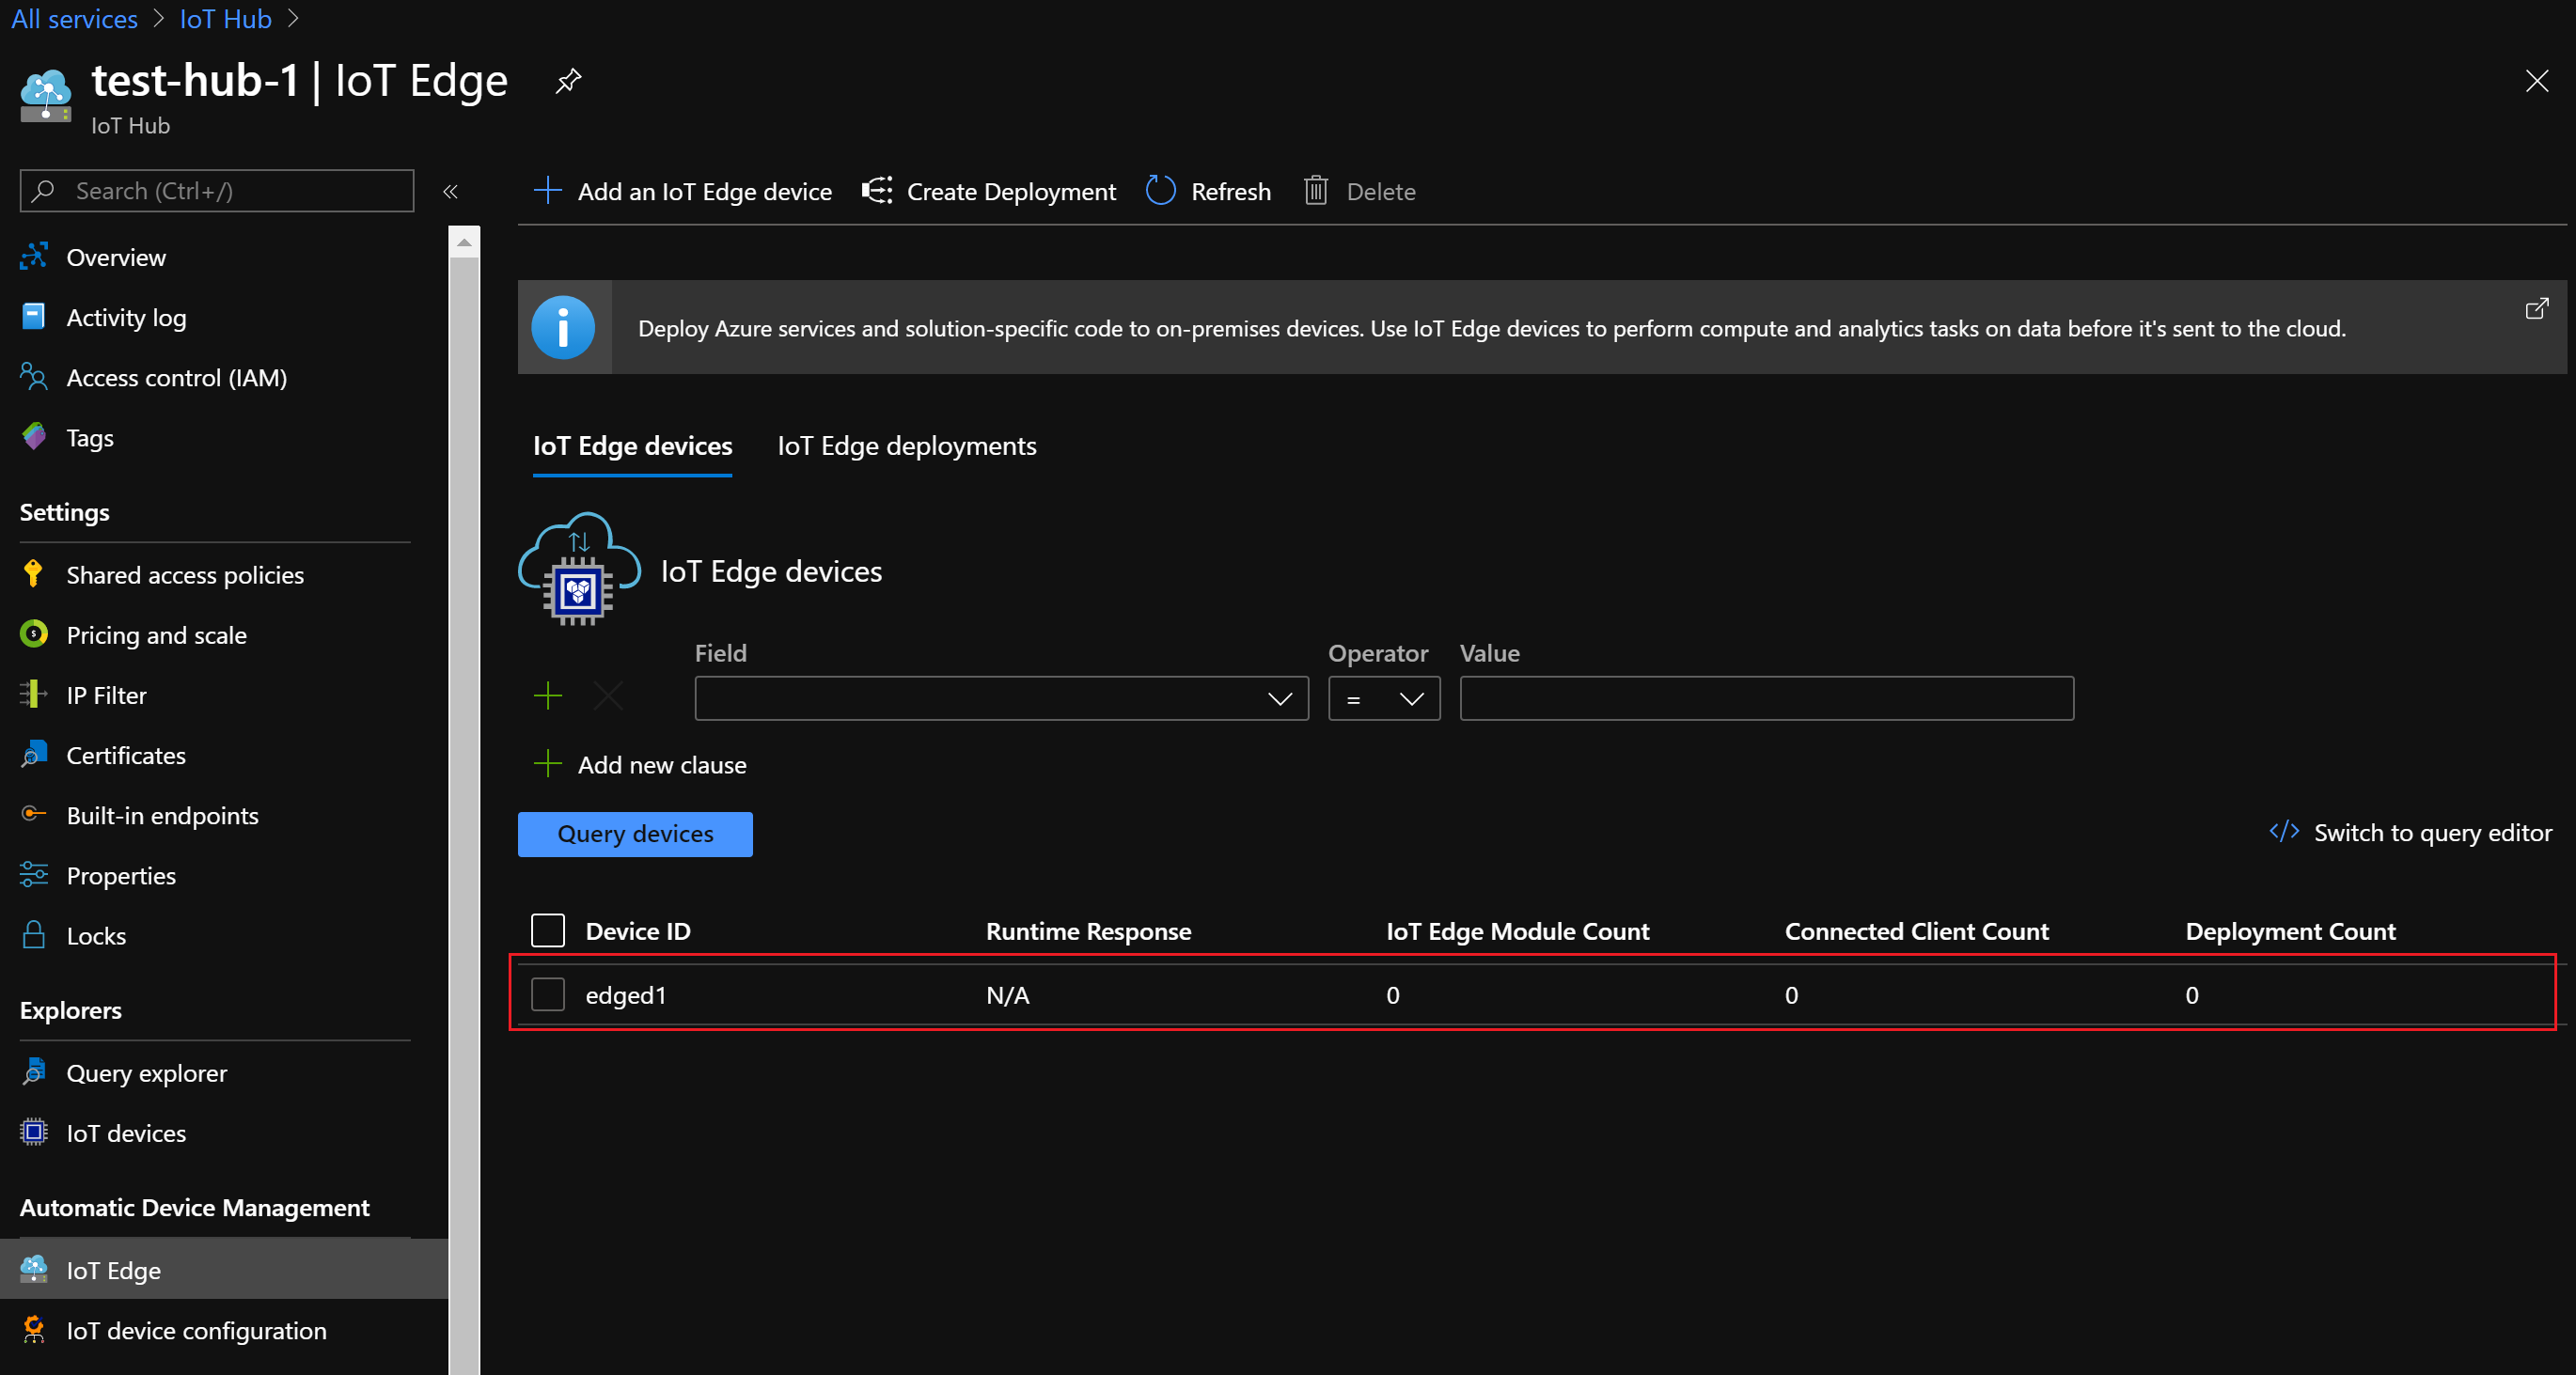 All services > IoT Hub >
test-hub-1 | IoT Edge
IoT Hub
Search (Ctrl+/)
«
Overview
Activity log
Access control (IAM)
Tags
Settings
Shared access policies
Pricing and scale
IP Filter
Certificates
Built-in endpoints
Properties
Locks
Explorers
Query explorer
IoT devices
Automatic Device Management
IoT Edge
IoT device configuration
Add an IoT Edge device Create Deployment Refresh Delete
Deploy Azure services and solution-specific code to on-premises devices. Use IoT Edge devices to perform compute and analytics tasks on data before it's sent to the cloud.
IoT Edge devices IoT Edge deployments
IoT Edge devices
Field Operator Value
=
Add new clause
Query devices
</> Switch to query editor
Device ID Runtime Response IoT Edge Module Count Connected Client Count Deployment Count
edged1 N/A 0 0 0